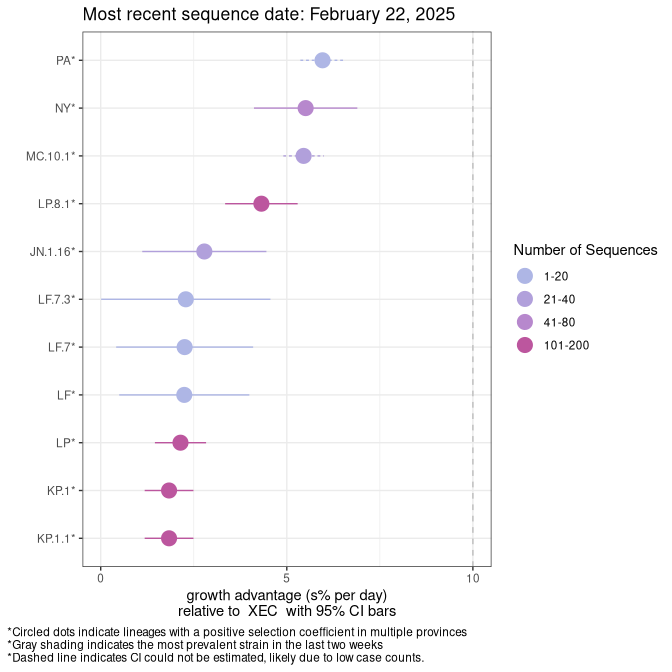 Most recent sequence date: February 22, 2025
PA*
NY*
MC.10.1*
LP.8.1*
JN.1.16*
LF.7.3*
LF.7*
LF*
LP*
KP.1*
KP.1.1*
0 5 10
growth advantage (s% per day)
relative to  XEC  with 95% CI bars
Number of Sequences
1-20
21-40
41-80
101-200
*Circled dots indicate lineages with a positive selection coefficient in multiple provinces
*Gray shading indicates the most prevalent strain in the last two weeks
*Dashed line indicates CI could not be estimated, likely due to low case counts.